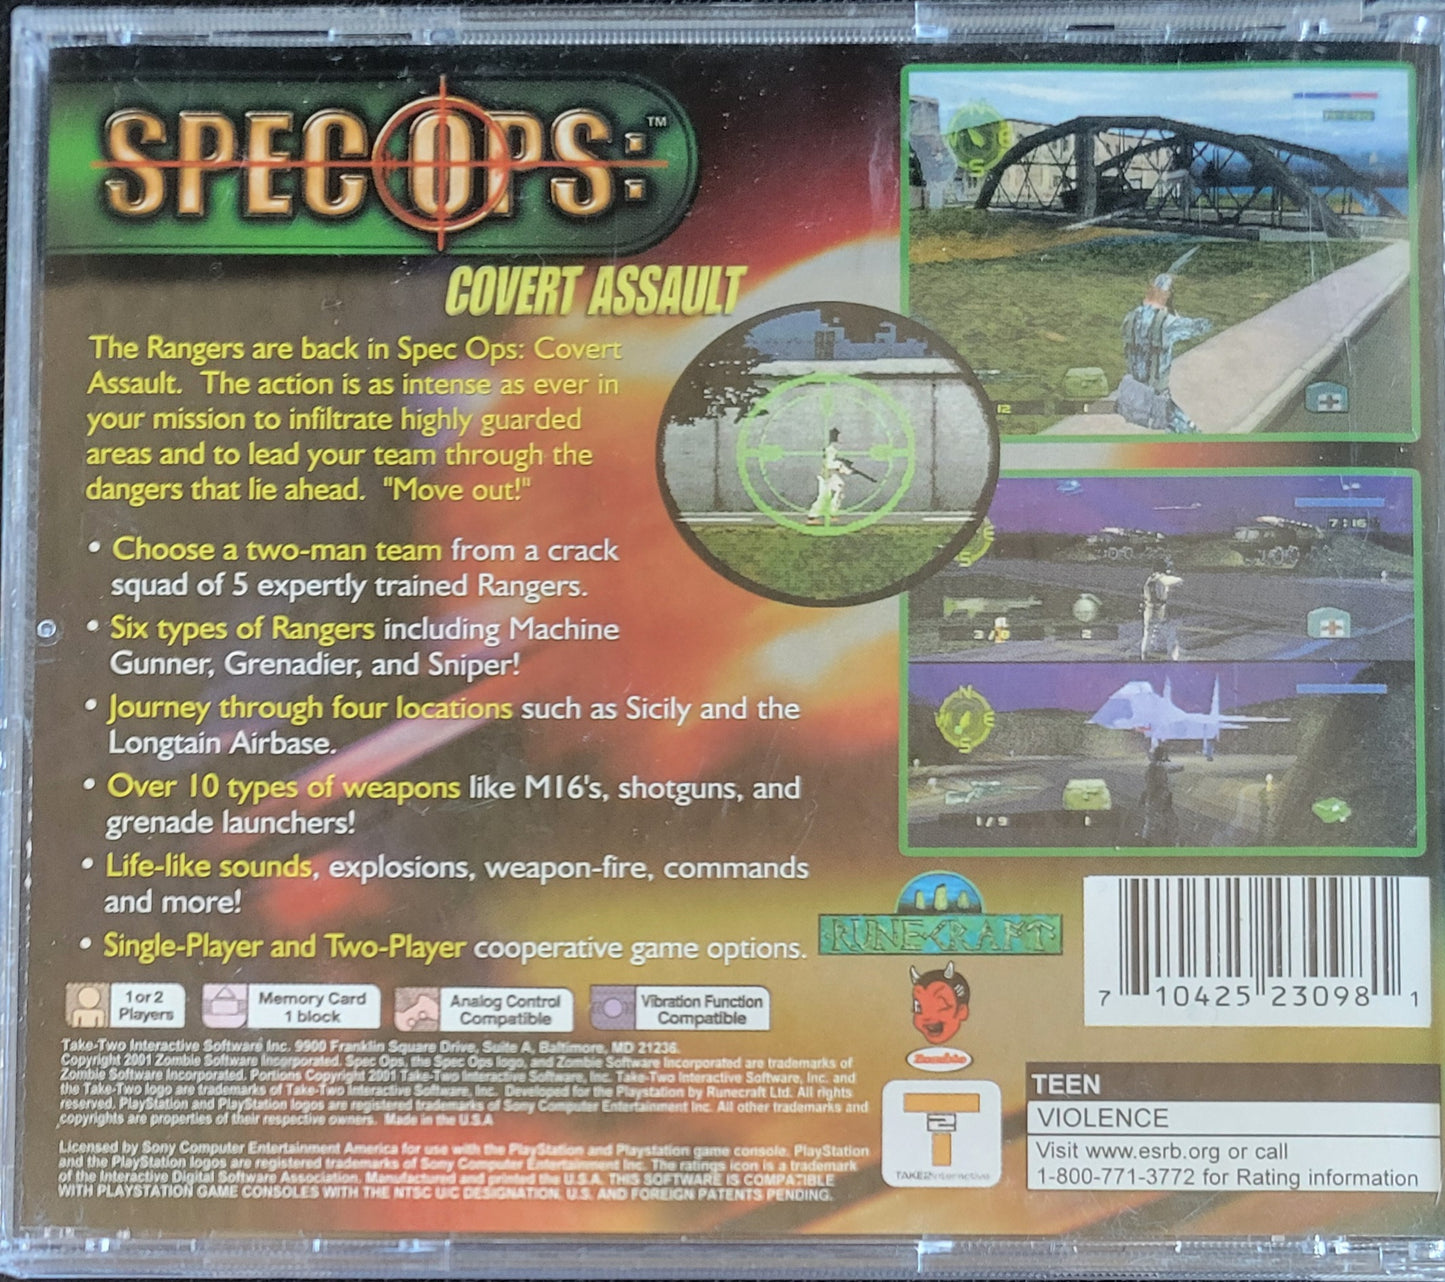 SPEC OPS:™
COVERT ASSAULT
The Rangers are back in Spec Ops: Covert
Assault. The action is as intense as ever in
your mission to infiltrate highly guarded
areas and to lead your team through the
dangers that lie ahead. "Move out!"
• Choose a two-man team from a crack
squad of 5 expertly trained Rangers.
• Six types of Rangers including Machine
Gunner, Grenadier, and Sniper!
• Journey through four locations such as Sicily and the
Longtain Airbase.
• Over 10 types of weapons like M16's, shotguns, and
grenade launchers!
• Life-like sounds, explosions, weapon-fire, commands
and more!
• Single-Player and Two-Player cooperative game options.
S
12
1
7:16
S
3/0
2
N
E
S
1/9
1
RUNECRAFT
Zombie
T2
TAKE2Interactive
7 10425 23098 1
1 or 2
Players
Memory Card
1 block
Analog Control
Compatible
Vibration Function
Compatible
Take-Two Interactive Software Inc. 9900 Franklin Square Drive, Suite A, Baltimore, MD 21236.
Copyright 2001 Zombie Software Incorporated. Spec Ops, the Spec Ops logo, and Zombie Software Incorporated are trademarks of
Zombie Software Incorporated. Portions Copyright 2001 Take-Two Interactive Software, Inc. Take-Two Interactive Software, Inc. and
the Take-Two logo are trademarks of Take-Two Interactive Software, Inc.. Developed for the Playstation by Runecraft Ltd. All rights
reserved. PlayStation and PlayStation logos are registered trademarks of Sony Computer Entertainment Inc. All other trademarks and
copyrights are properties of their respective owners. Made in the U.S.A
Licensed by Sony Computer Entertainment America for use with the PlayStation and Playstation game console. PlayStation
and the PlayStation logos are registered trademarks of Sony Computer Entertainment Inc. The ratings icon is a trademark
of the Interactive Digital Software Association. Manufactured and printed the U.S.A. THIS SOFTWARE IS COMPATIBLE
WITH PLAYSTATION GAME CONSOLES WITH THE NTSC U/C DESIGNATION. U.S. AND FOREIGN PATENTS PENDING.
TEEN
VIOLENCE
Visit www.esrb.org or call
1-800-771-3772 for Rating information